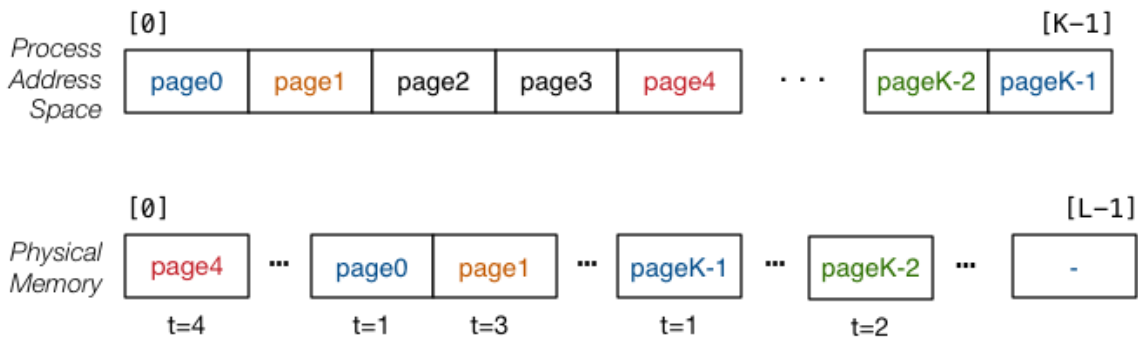 [0] [K-1]
Process
Address
Space
page0 page1 page2 page3 page4 ... pageK-2 pageK-1
[0] [L-1]
Physical
Memory
page4 ... page0 page1 ... pageK-1 ... pageK-2 ... -
t=4 t=1 t=3 t=1 t=2